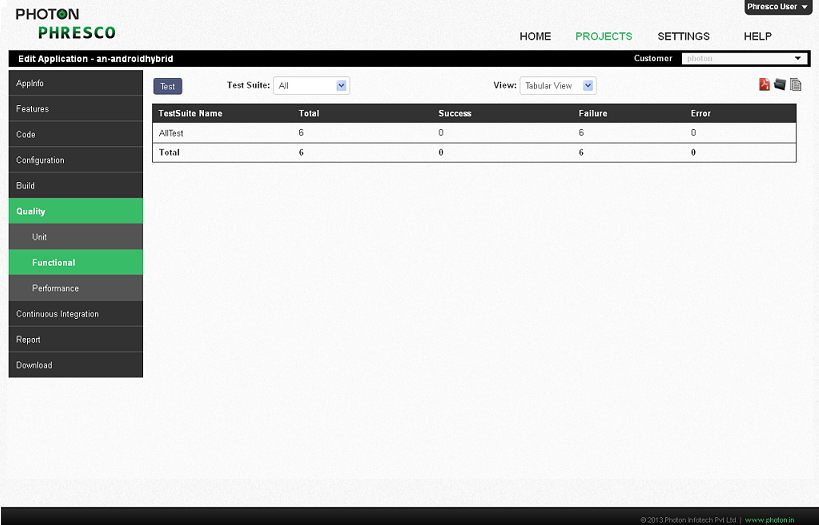 Phresco User
PHOTON
PHRESCO
HOME PROJECTS SETTINGS HELP
Edit Application - an-androidhybrid Customer photon
AppInfo
Features
Code
Configuration
Build
Quality
Unit
Functional
Performance
Continuous Integration
Report
Download
Test Test Suite: All View: Tabular View
TestSuite Name Total Success Failure Error
AllTest 6 0 6 0
Total 6 0 6 0
© 2013.Photon Infotech Pvt Ltd. | www.photon.in